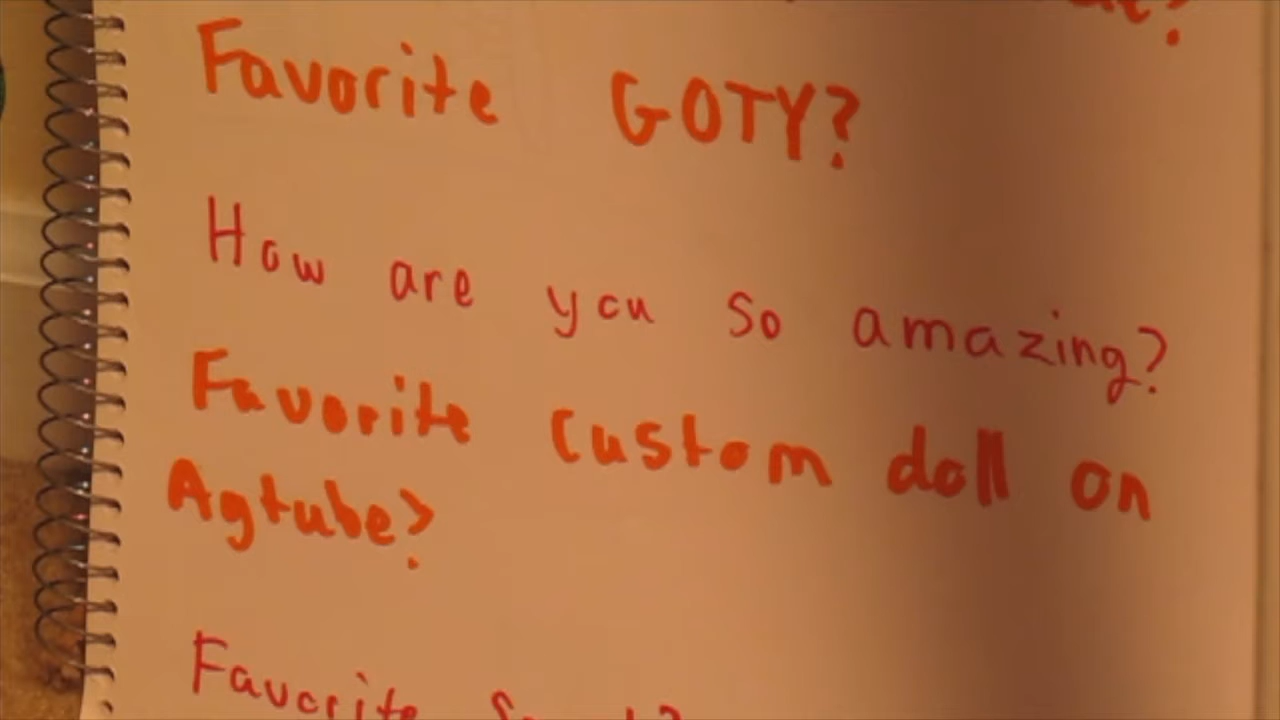 Favorite GOTY?
How are you so amazing?
Favorite custom doll on
Agtube?
Favorite